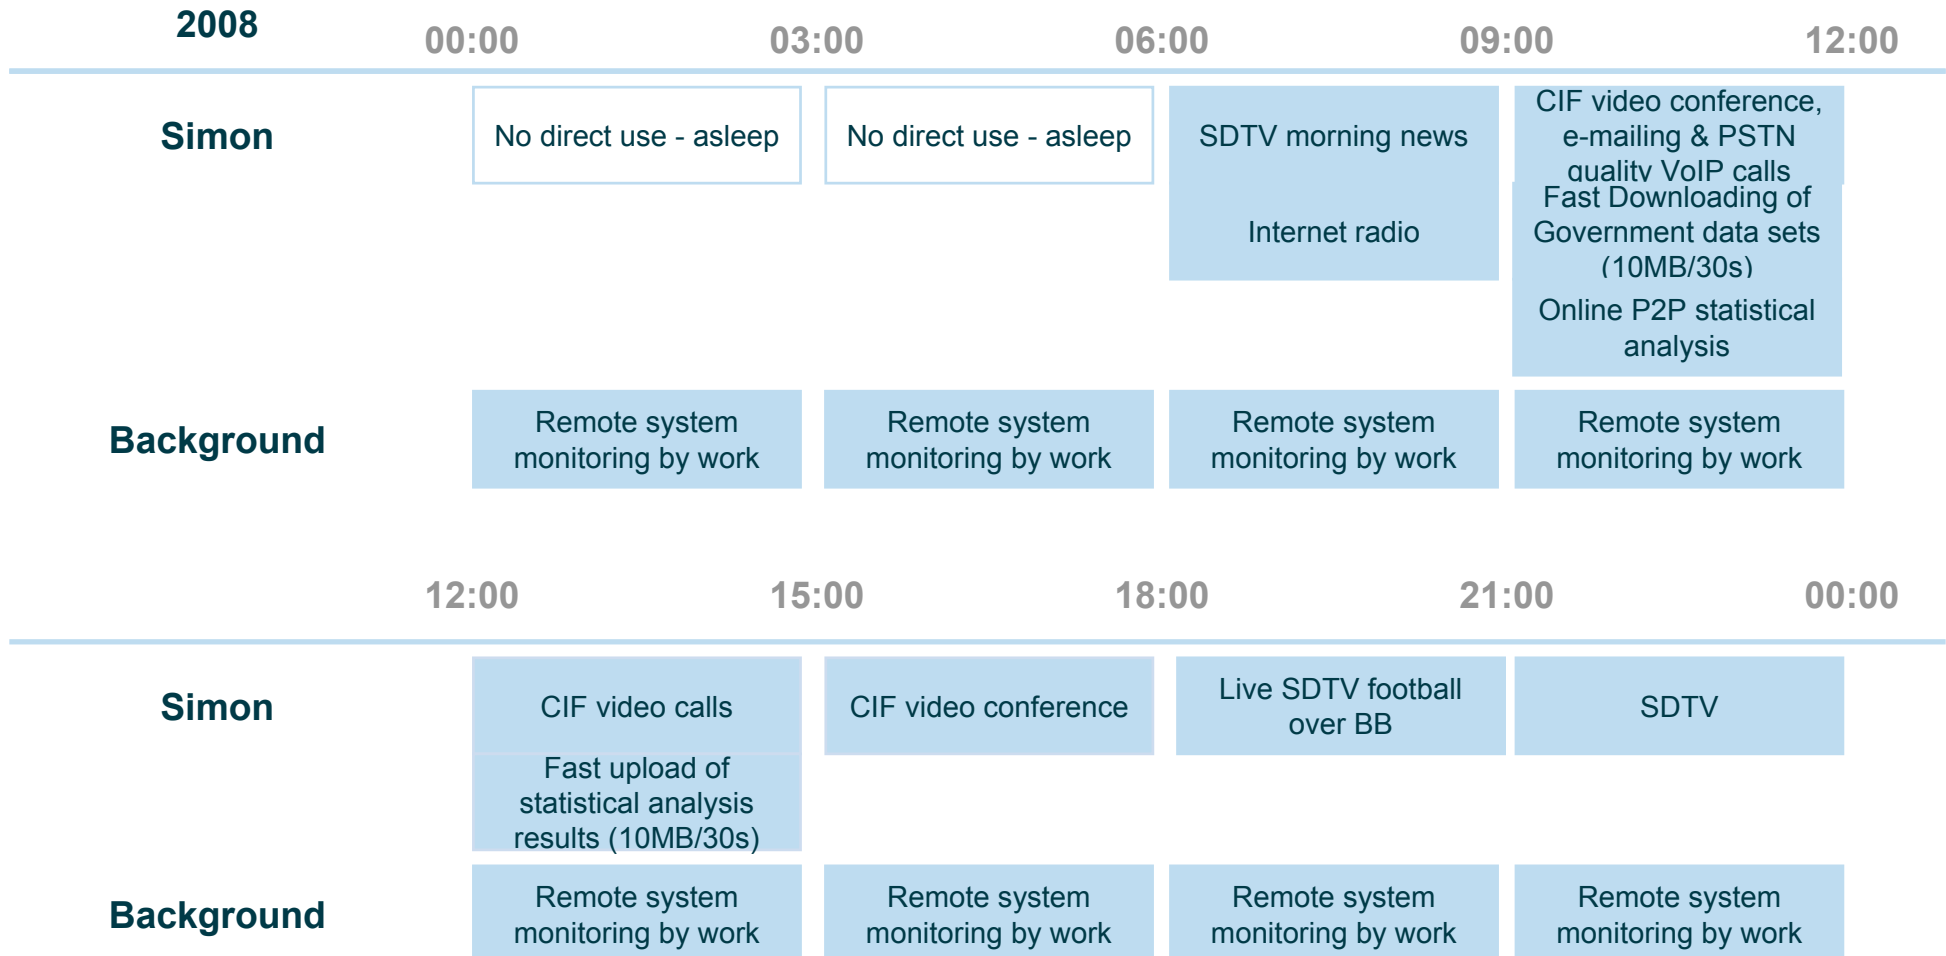 2008
00:00 03:00 06:00 09:00 12:00
Simon
No direct use - asleep
No direct use - asleep
SDTV morning news
Internet radio
CIF video conference,
e-mailing & PSTN
quality VoIP calls
Fast Downloading of
Government data sets
(10MB/30s)
Online P2P statistical
analysis
Background
Remote system
monitoring by work
Remote system
monitoring by work
Remote system
monitoring by work
Remote system
monitoring by work
12:00 15:00 18:00 21:00 00:00
Simon
CIF video calls
Fast upload of
statistical analysis
results (10MB/30s)
CIF video conference
Live SDTV football
over BB
SDTV
Background
Remote system
monitoring by work
Remote system
monitoring by work
Remote system
monitoring by work
Remote system
monitoring by work